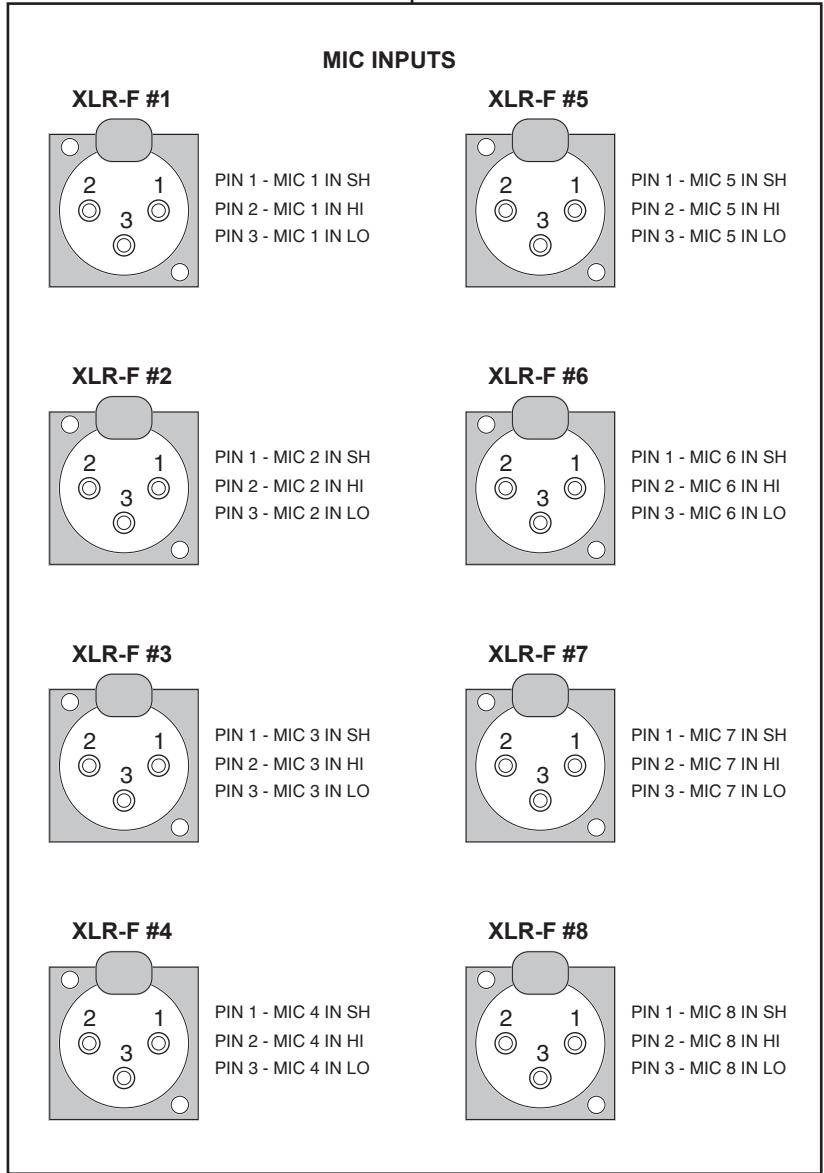 MIC INPUTS
XLR-F #1
2 1
3
PIN 1 - MIC 1 IN SH
PIN 2 - MIC 1 IN HI
PIN 3 - MIC 1 IN LO
XLR-F #2
2 1
3
PIN 1 - MIC 2 IN SH
PIN 2 - MIC 2 IN HI
PIN 3 - MIC 2 IN LO
XLR-F #3
2 1
3
PIN 1 - MIC 3 IN SH
PIN 2 - MIC 3 IN HI
PIN 3 - MIC 3 IN LO
XLR-F #4
2 1
3
PIN 1 - MIC 4 IN SH
PIN 2 - MIC 4 IN HI
PIN 3 - MIC 4 IN LO
XLR-F #5
2 1
3
PIN 1 - MIC 5 IN SH
PIN 2 - MIC 5 IN HI
PIN 3 - MIC 5 IN LO
XLR-F #6
2 1
3
PIN 1 - MIC 6 IN SH
PIN 2 - MIC 6 IN HI
PIN 3 - MIC 6 IN LO
XLR-F #7
2 1
3
PIN 1 - MIC 7 IN SH
PIN 2 - MIC 7 IN HI
PIN 3 - MIC 7 IN LO
XLR-F #8
2 1
3
PIN 1 - MIC 8 IN SH
PIN 2 - MIC 8 IN HI
PIN 3 - MIC 8 IN LO